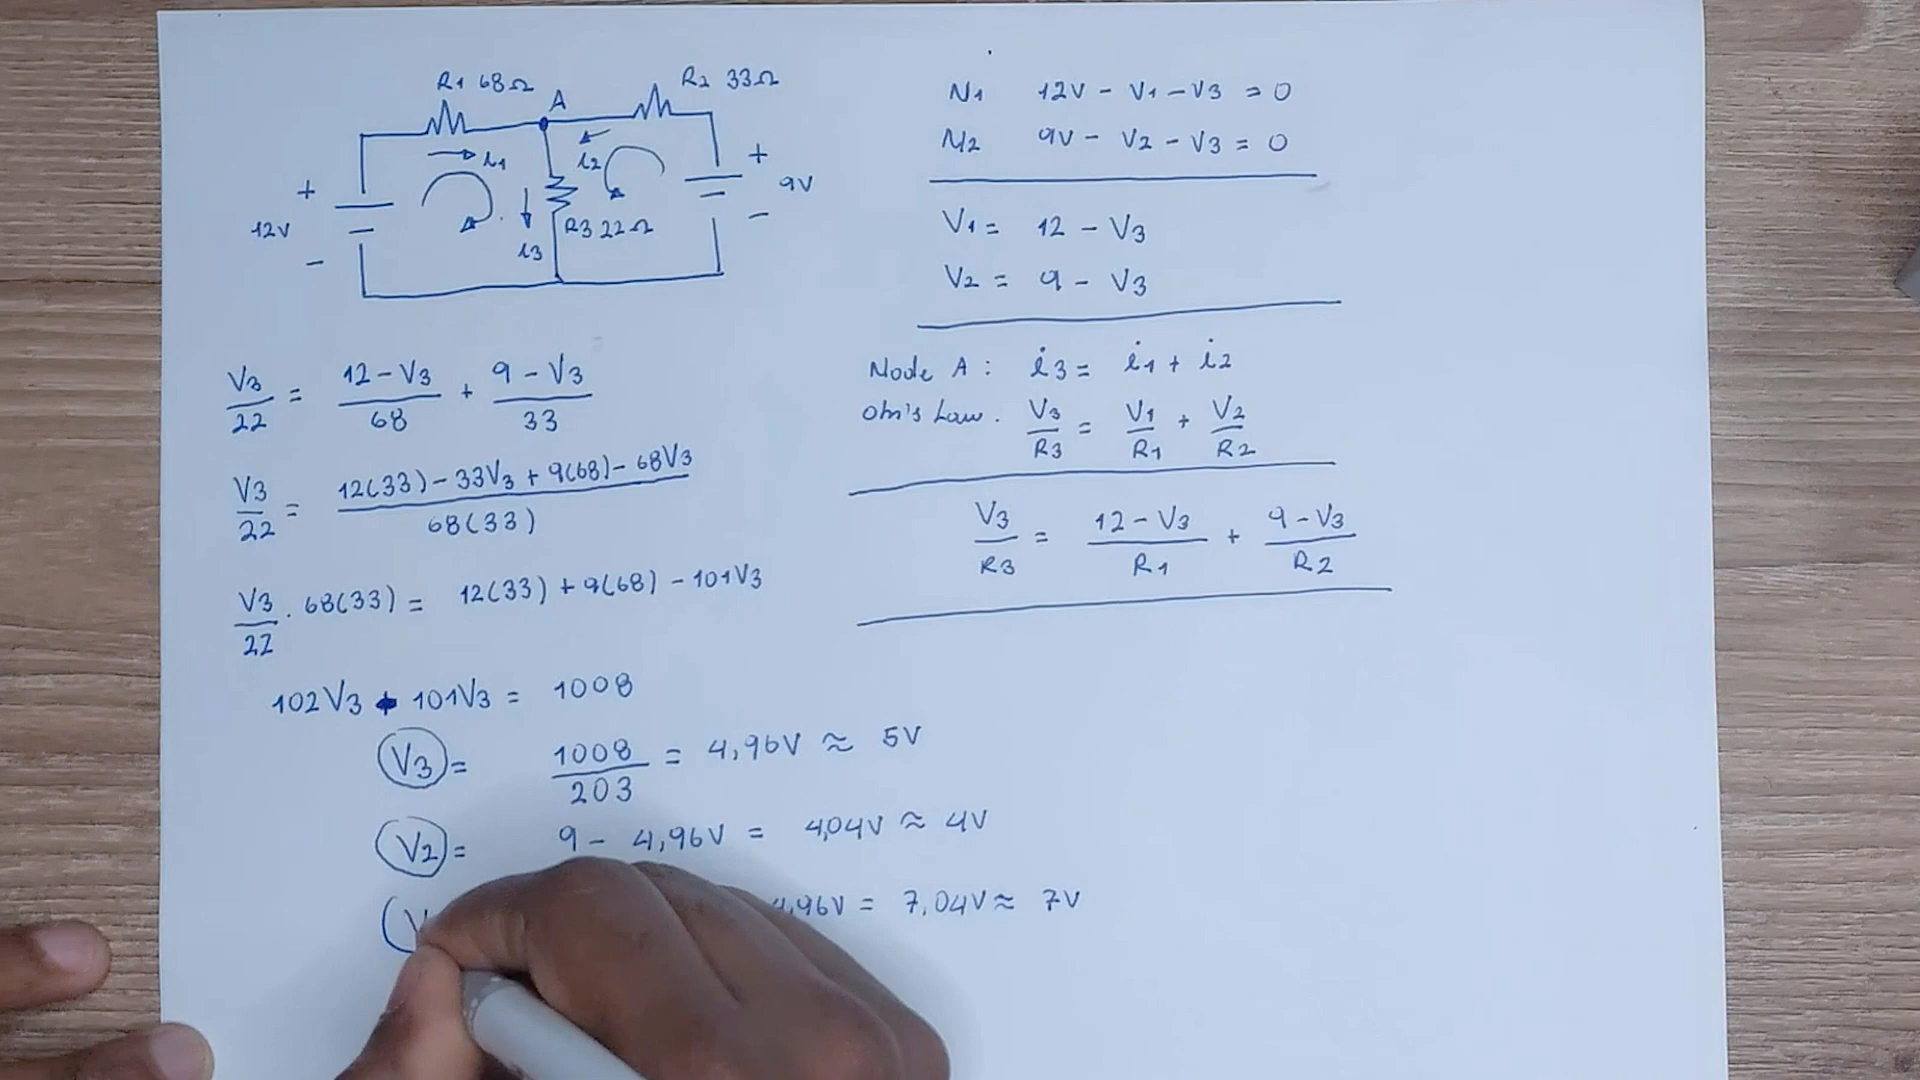 R1 68Ω
A
R2 33Ω
i1
i2
+
12V
-
+
9V
-
R3 22Ω
i3
N1 12V - V1 - V3 = 0
N2 9V - V2 - V3 = 0
V1 = 12 - V3
V2 = 9 - V3
Node A : i3 = i1 + i2
Ohm's Law. V3/R3 = V1/R1 + V2/R2
V3/R3 = 12 - V3/R1 + 9 - V3/R2
V3/22 = 12 - V3/68 + 9 - V3/33
V3/22 = 12(33) - 33V3 + 9(68) - 68V3/68(33)
V3/22 . 68(33) = 12(33) + 9(68) - 101V3
102V3 + 101V3 = 1008
V3 = 1008/203 = 4,96V ≈ 5V
V2 = 9 - 4,96V = 4,04V ≈ 4V
V 4,96V = 7,04V ≈ 7V